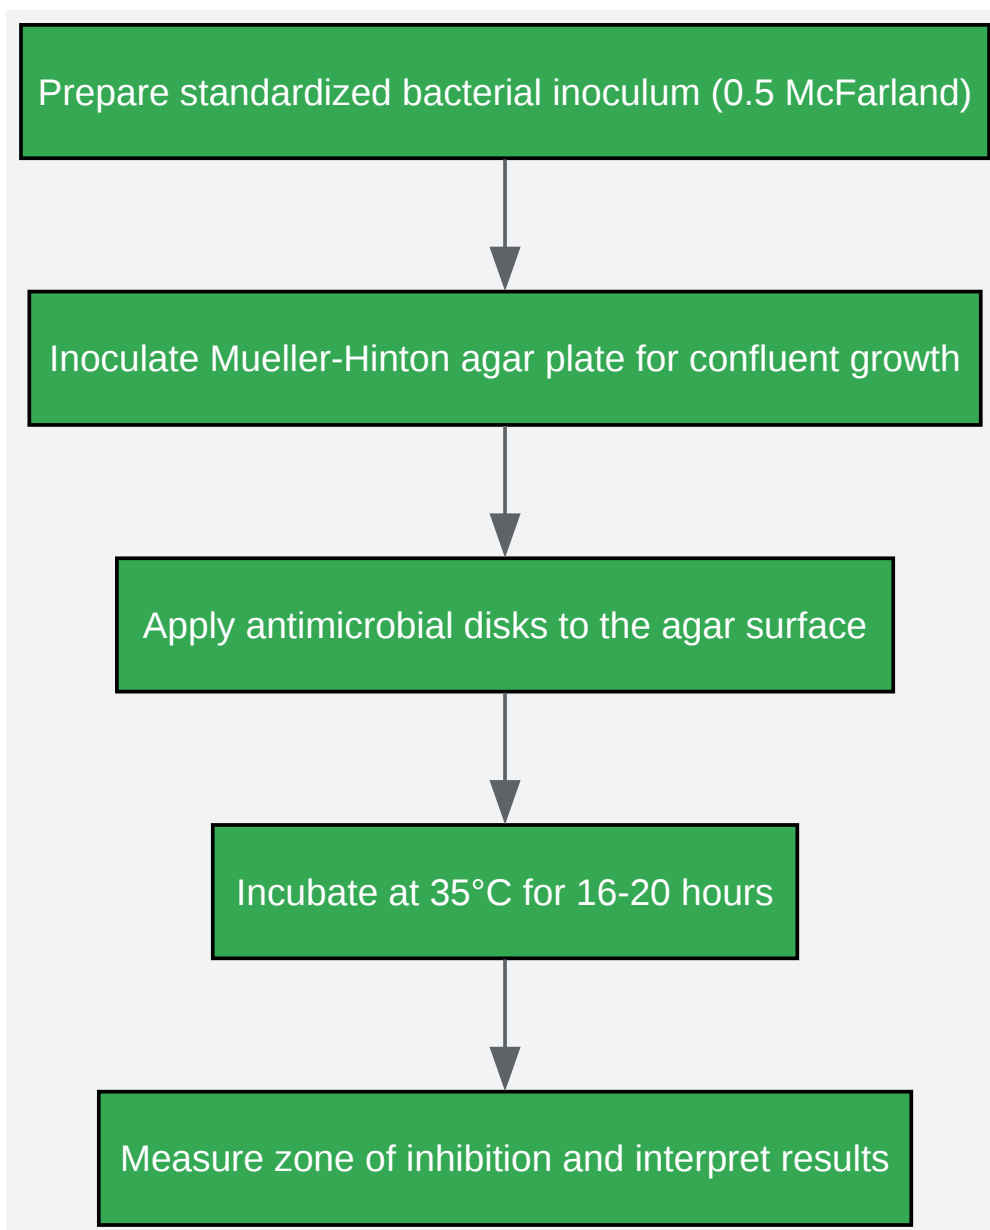 Prepare standardized bacterial inoculum (0.5 McFarland)
Inoculate Mueller-Hinton agar plate for confluent growth
Apply antimicrobial disks to the agar surface
Incubate at 35°C for 16-20 hours
Measure zone of inhibition and interpret results